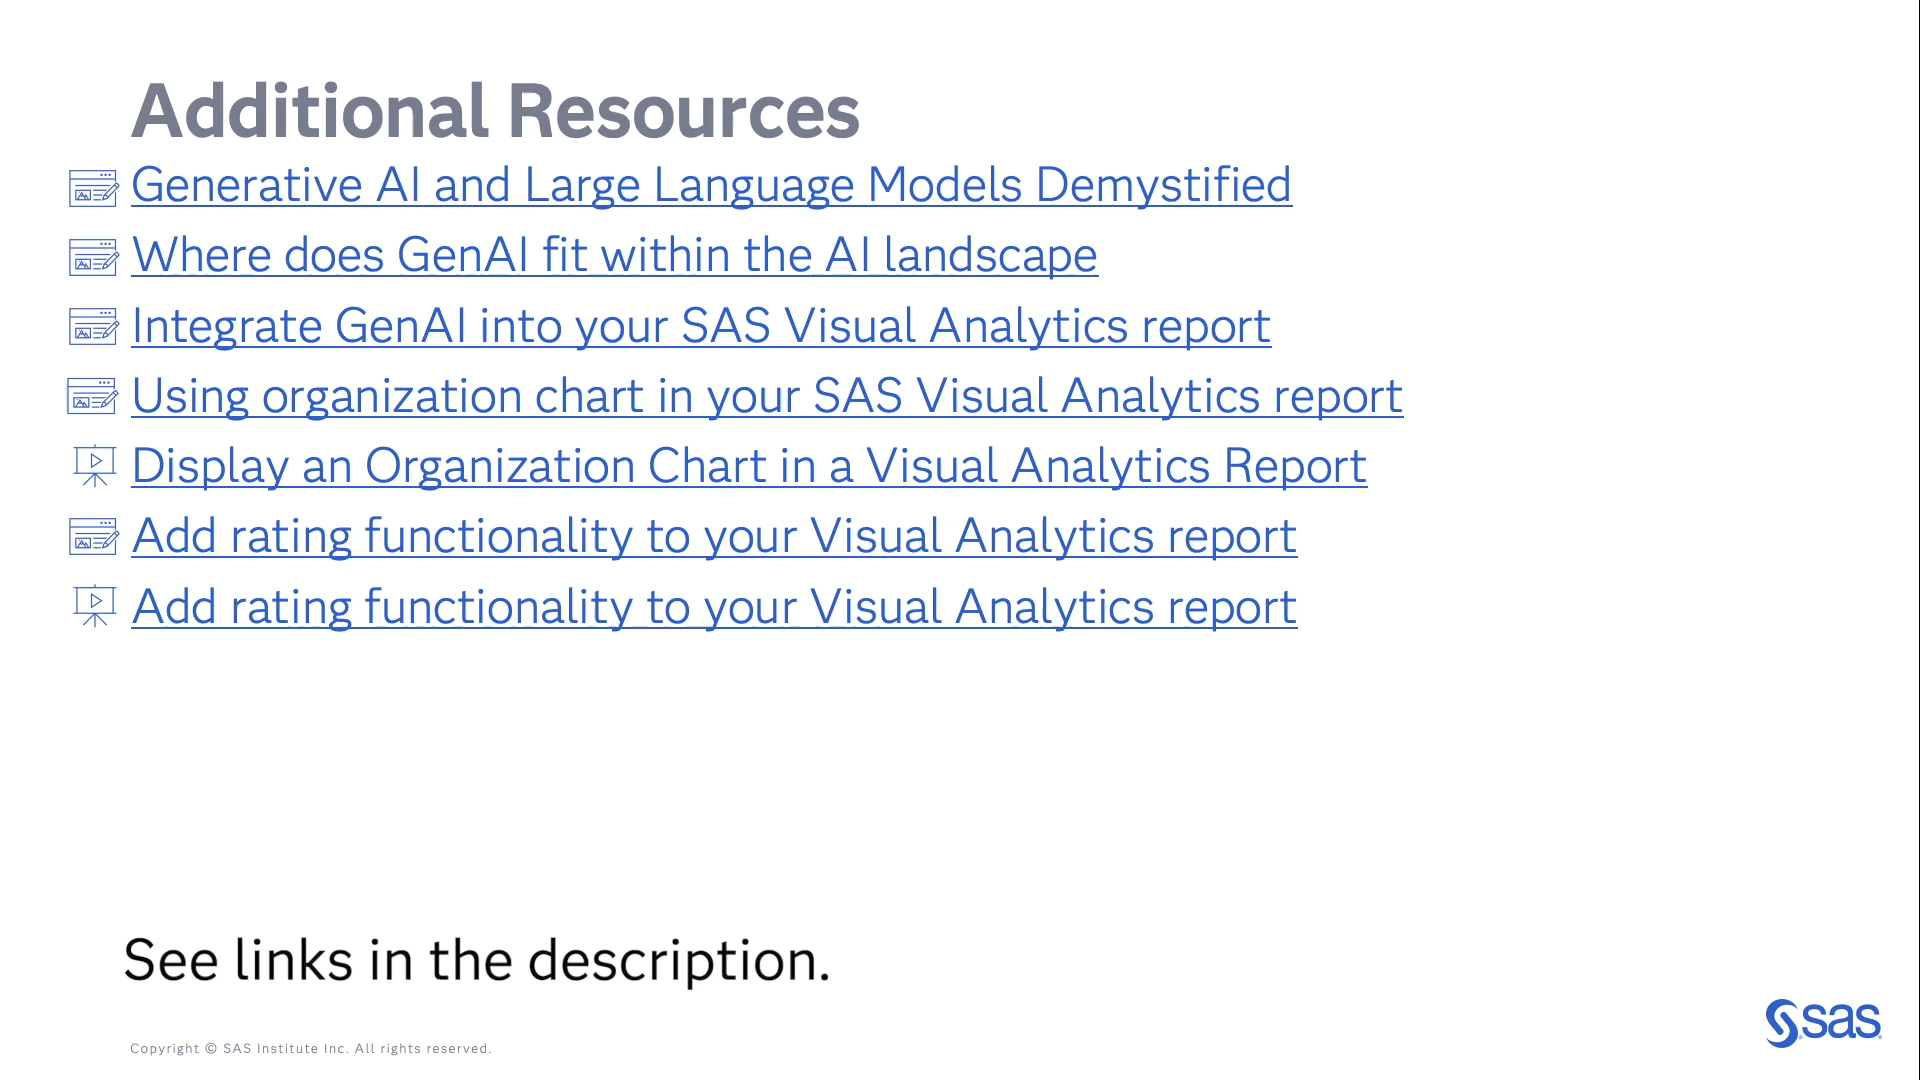 Additional Resources
Generative AI and Large Language Models Demystified
Where does GenAI fit within the AI landscape
Integrate GenAI into your SAS Visual Analytics report
Using organization chart in your SAS Visual Analytics report
Display an Organization Chart in a Visual Analytics Report
Add rating functionality to your Visual Analytics report
Add rating functionality to your Visual Analytics report
See links in the description.
Copyright © SAS Institute Inc. All rights reserved.
sas